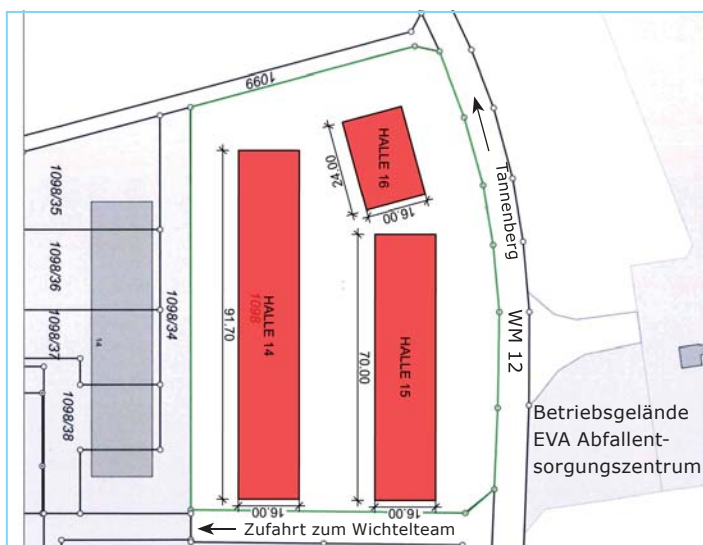 1099
HALLE 16
24.00
16.00
Tannenberg
1098/35
1098/36
1098/37
1098/38
1098/34
14
HALLE 14
1098
91.70
HALLE 15
70.00
WM 12
Betriebsgelände
EVA Abfallent-
sorgungszentrum
16.00
16.00
Zufahrt zum Wichtelteam